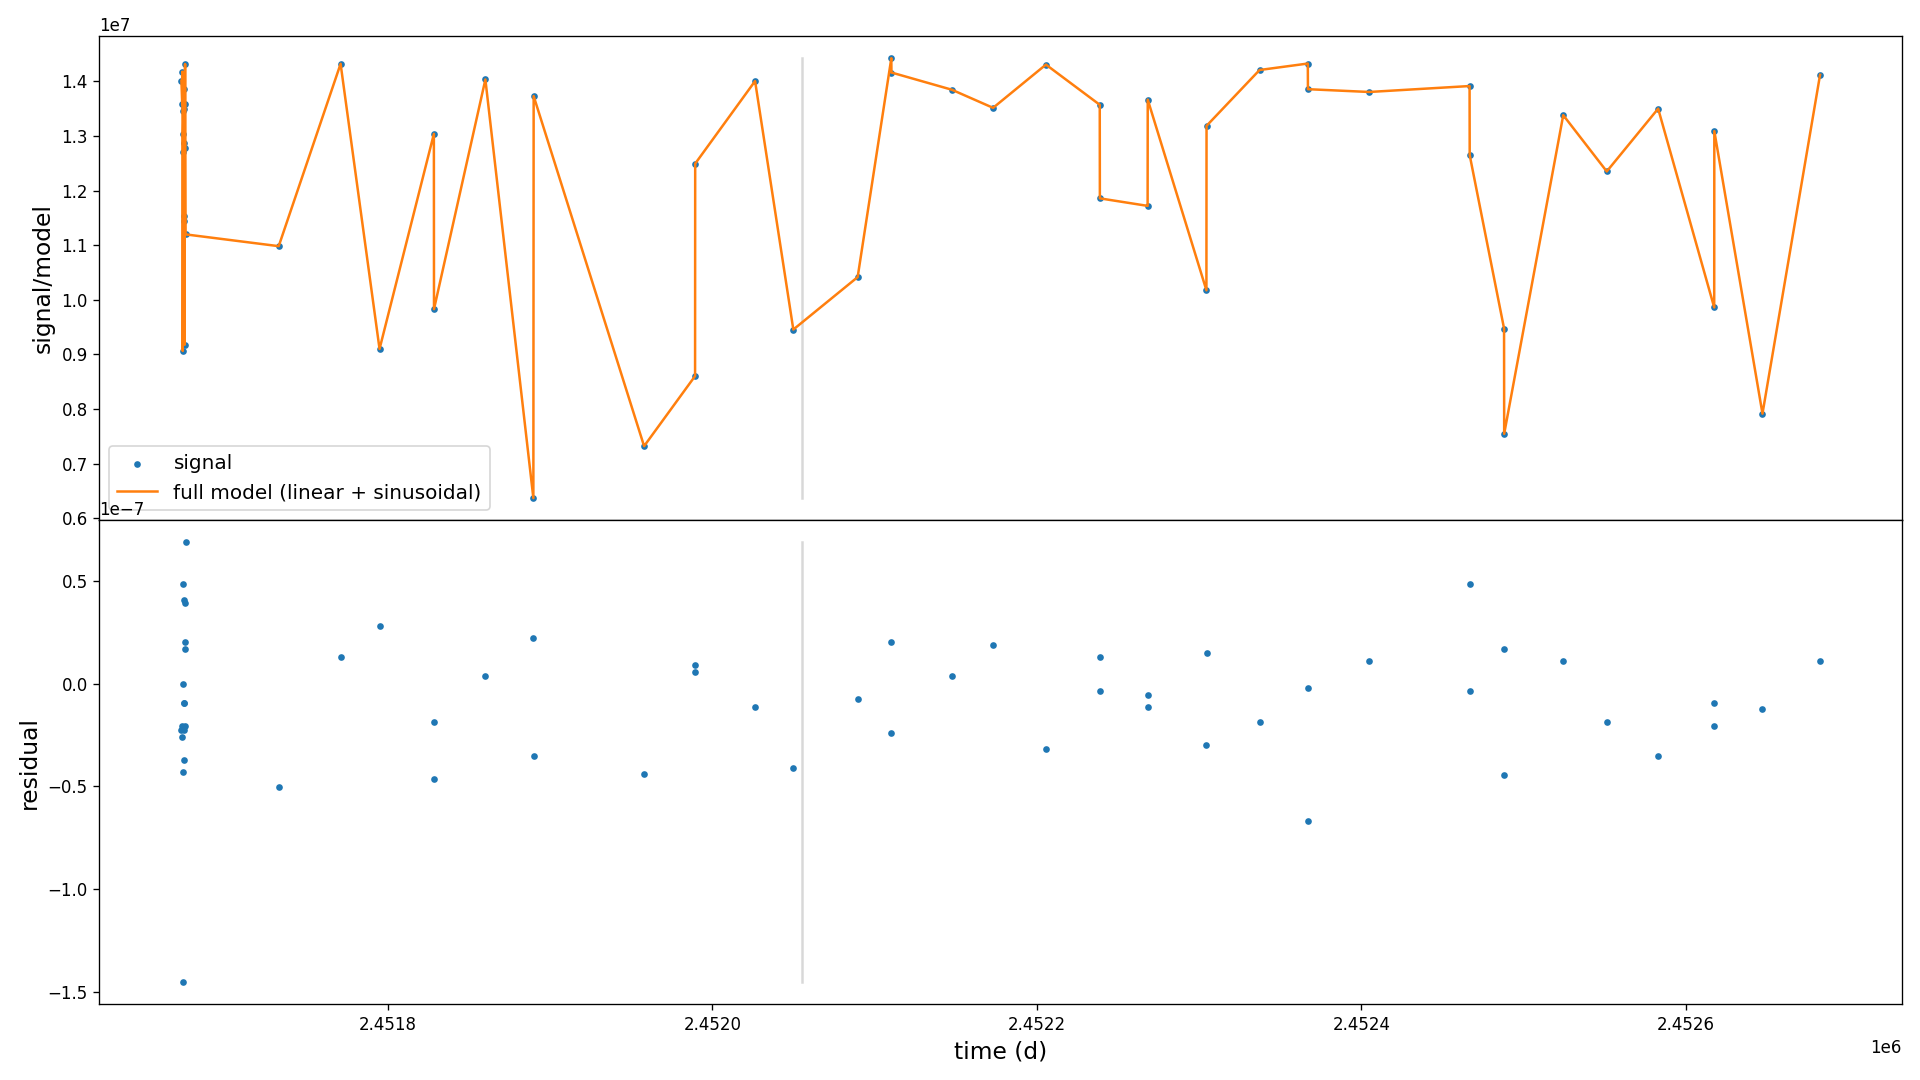 1e7
1.4
1.3
1.2
1.1
1.0
0.9
0.8
0.7
0.6
signal/model
signal
full model (linear + sinusoidal)
1e−7
0.5
0.0
−0.5
−1.0
−1.5
residual
2.4518
2.4520
2.4522
2.4524
2.4526
time (d)
1e6